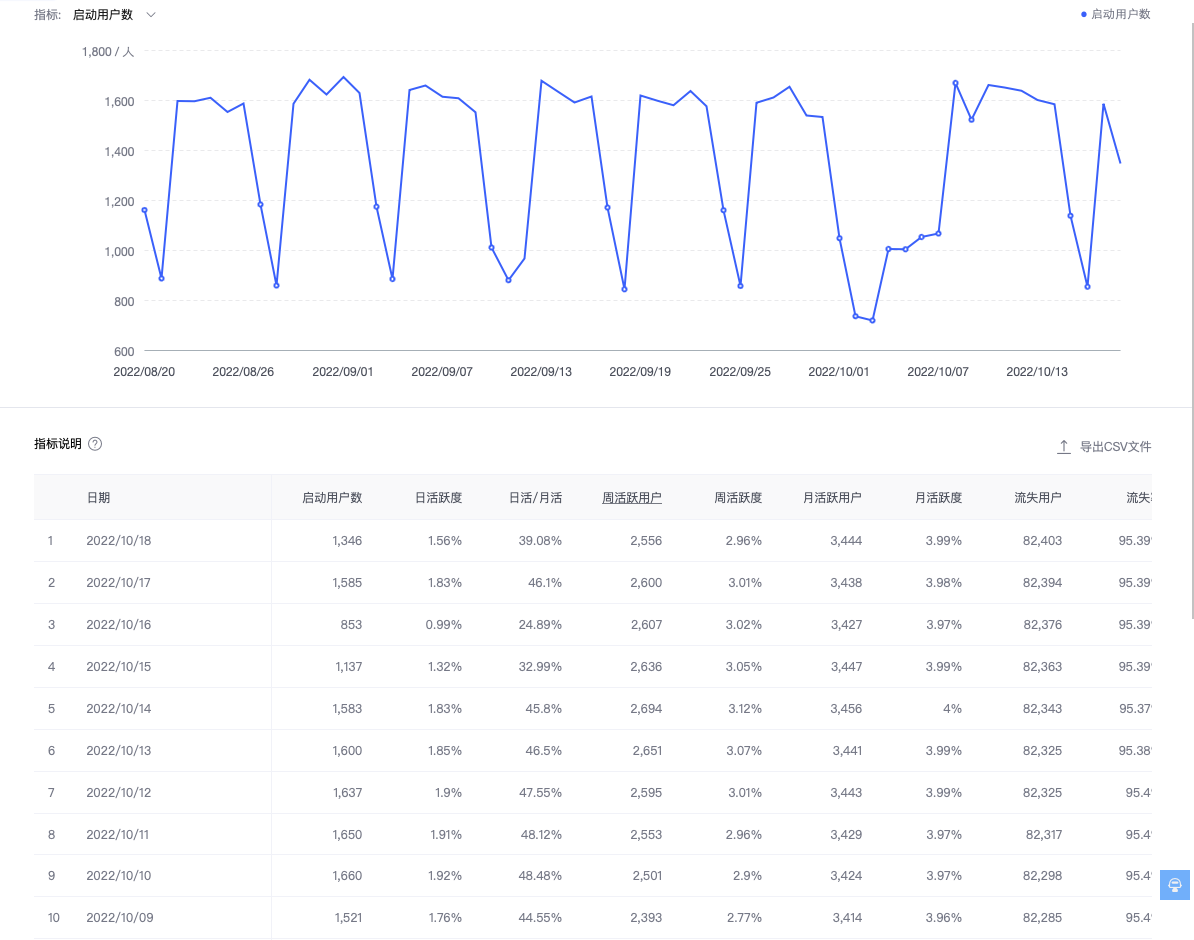 指标: 启动用户数
启动用户数
1,800 / 人
1,600
1,400
1,200
1,000
800
600
2022/08/20 2022/08/26 2022/09/01 2022/09/07 2022/09/13 2022/09/19 2022/09/25 2022/10/01 2022/10/07 2022/10/13
指标说明 ?
导出CSV文件
日期 启动用户数 日活跃度 日活/月活 周活跃用户 周活跃度 月活跃用户 月活跃度 流失用户 流失
1 2022/10/18 1,346 1.56% 39.08% 2,556 2.96% 3,444 3.99% 82,403 95.39
2 2022/10/17 1,585 1.83% 46.1% 2,600 3.01% 3,438 3.98% 82,394 95.39
3 2022/10/16 853 0.99% 24.89% 2,607 3.02% 3,427 3.97% 82,376 95.39
4 2022/10/15 1,137 1.32% 32.99% 2,636 3.05% 3,447 3.99% 82,363 95.39
5 2022/10/14 1,583 1.83% 45.8% 2,694 3.12% 3,456 4% 82,343 95.37
6 2022/10/13 1,600 1.85% 46.5% 2,651 3.07% 3,441 3.99% 82,325 95.38
7 2022/10/12 1,637 1.9% 47.55% 2,595 3.01% 3,443 3.99% 82,325 95.4
8 2022/10/11 1,650 1.91% 48.12% 2,553 2.96% 3,429 3.97% 82,317 95.4
9 2022/10/10 1,660 1.92% 48.48% 2,501 2.9% 3,424 3.97% 82,298 95.4
10 2022/10/09 1,521 1.76% 44.55% 2,393 2.77% 3,414 3.96% 82,285 95.4